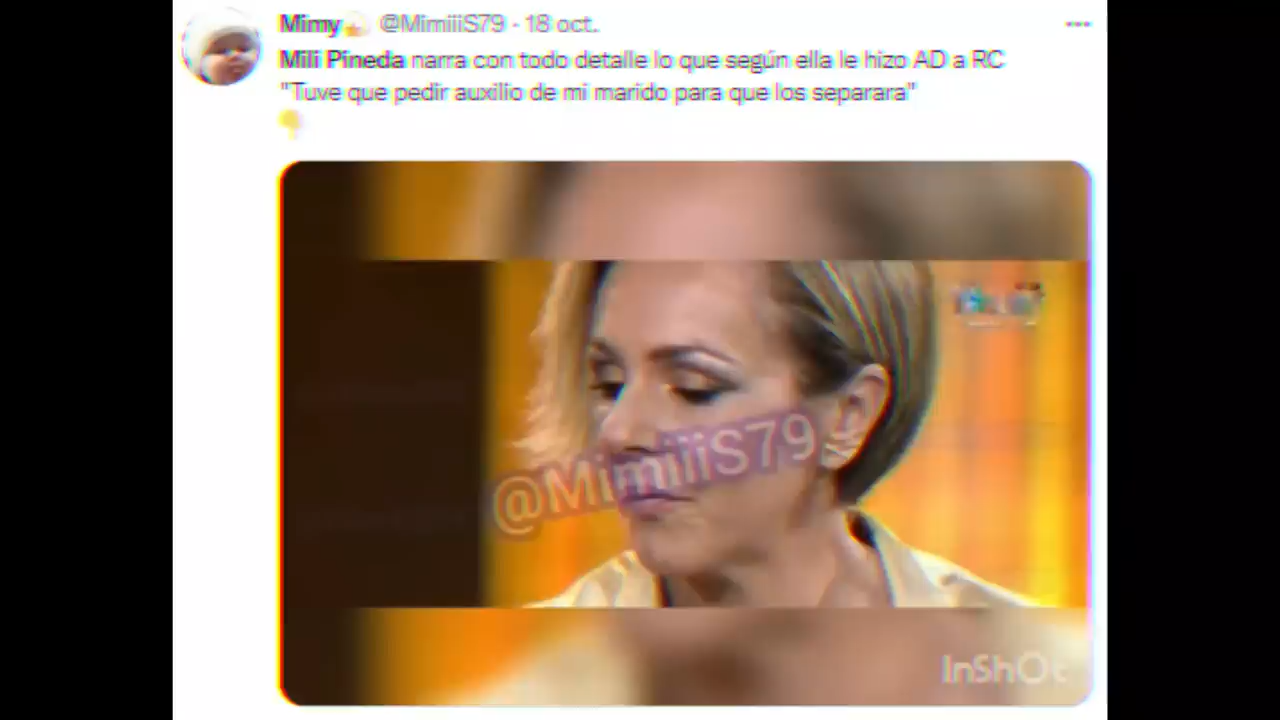 Mimy @MimiiiS79 · 18 oct.
Mili Pineda narra con todo detalle lo que según ella le hizo AD a RC
"Tuve que pedir auxilio de mi marido para que los separara"
@MimiiiS79
InShOt